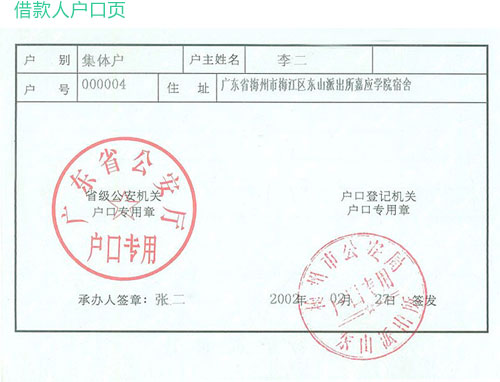 借款人户口页
户 别 集体户 户主姓名 李二
户 号 000004 住 址 广东省梅州市梅江区东山派出所嘉应学院宿舍
广东省公安厅
省级公安机关
户口专用章
户口专用
户口登记机关
户口专用章
梅州市公安局
户口专用
东山派出所
承办人签章：张二
2002年 02月 2日 签发